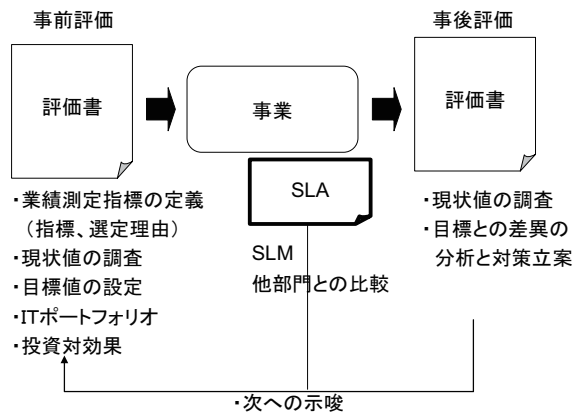 事前評価
事後評価
評価書
事業
評価書
SLA
・業績測定指標の定義
（指標、選定理由）
・現状値の調査
・目標値の設定
・ITポートフォリオ
・投資対効果
SLM
他部門との比較
・現状値の調査
・目標との差異の
分析と対策立案
・次への示唆